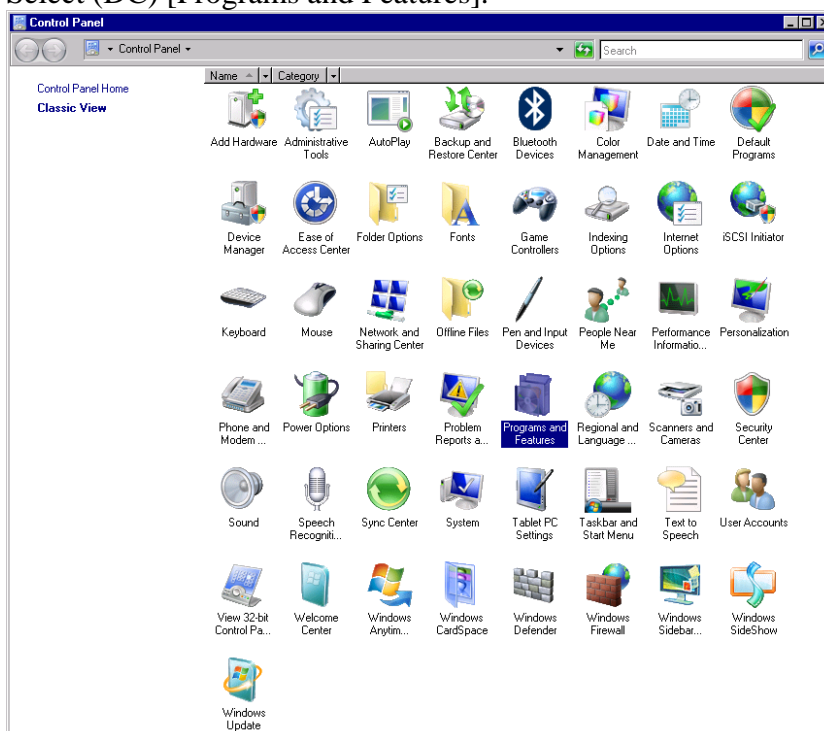 Select (DC) [Programs and Features].
Control Panel
Control Panel
Search
Name Category
Control Panel Home
Classic View
Add Hardware Administrative Tools AutoPlay Backup and Restore Center Bluetooth Devices Color Management Date and Time Default Programs
Device Manager Ease of Access Center Folder Options Fonts Game Controllers Indexing Options Internet Options iSCSI Initiator
Keyboard Mouse Network and Sharing Center Offline Files Pen and Input Devices People Near Me Performance Informatio... Personalization
Phone and Modem ... Power Options Printers Problem Reports a... Programs and Features Regional and Language ... Scanners and Cameras Security Center
Sound Speech Recogniti... Sync Center System Tablet PC Settings Taskbar and Start Menu Text to Speech User Accounts
View 32-bit Control Pa... Welcome Center Windows Anytim... Windows CardSpace Windows Defender Windows Firewall Windows Sidebar... Windows SideShow
Windows Update